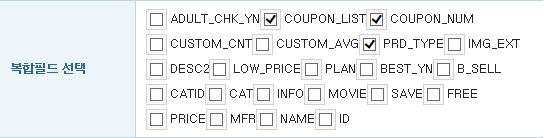 복합필드 선택
ADULT_CHK_YN COUPON_LIST COUPON_NUM
CUSTOM_CNT CUSTOM_AVG PRD_TYPE IMG_EXT
DESC2 LOW_PRICE PLAN BEST_YN B_SELL
CATID CAT INFO MOVIE SAVE FREE
PRICE MFR NAME ID